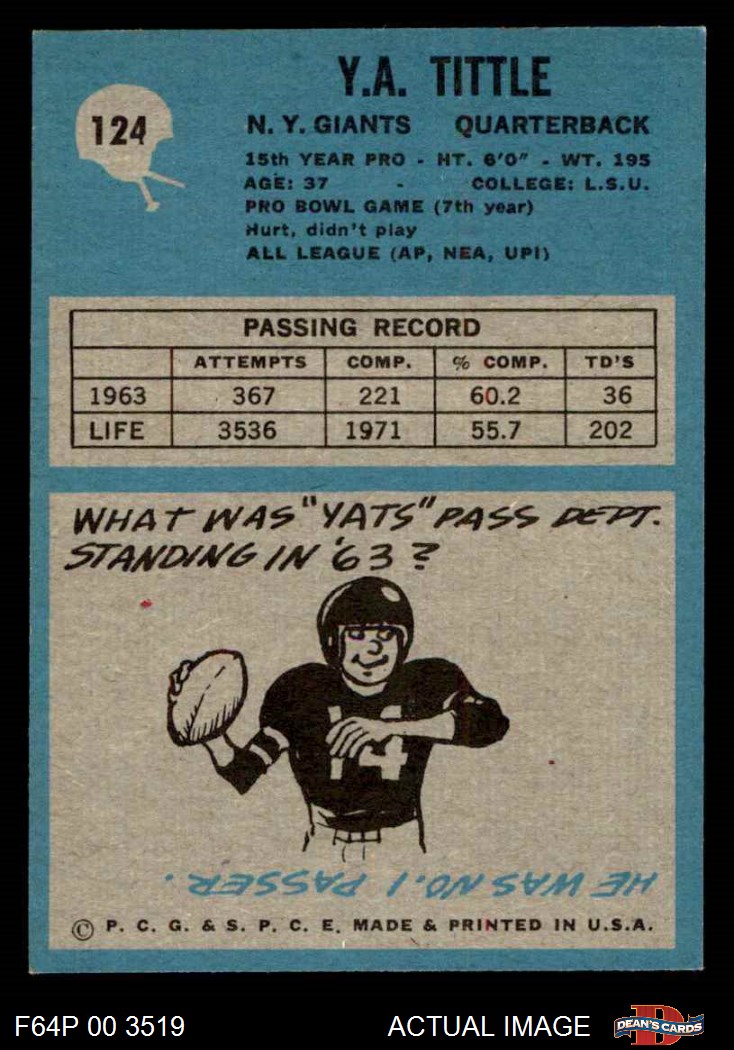 124
Y.A. TITTLE
N. Y. GIANTS QUARTERBACK
15th YEAR PRO - HT. 6'0" - WT. 195
AGE: 37 - COLLEGE: L.S.U.
PRO BOWL GAME (7th year)
Hurt, didn't play
ALL LEAGUE (AP, NEA, UPI)
PASSING RECORD
ATTEMPTS COMP. % COMP. TD'S
1963 367 221 60.2 36
LIFE 3536 1971 55.7 202
WHAT WAS "YATS" PASS DEPT.
STANDING IN '63?
14
HE WAS NO. 1 PASSER.
© P. C. G. & S. P. C. E. MADE & PRINTED IN U.S.A.
F64P 00 3519 ACTUAL IMAGE D DEAN'S CARDS